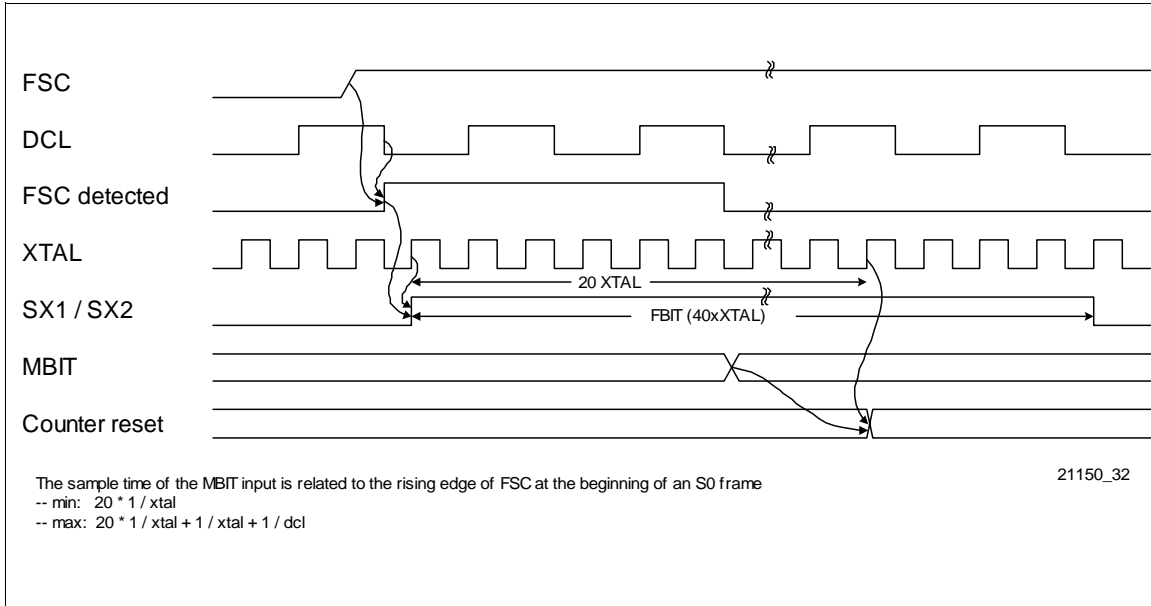 FSC
DCL
FSC detected
XTAL
20 XTAL
SX1 / SX2
FBIT (40xXTAL)
MBIT
Counter reset
The sample time of the MBIT input is related to the rising edge of FSC at the beginning of an S0 frame
-- min: 20 * 1 / xtal
-- max: 20 * 1 / xtal + 1 / xtal + 1 / dcl
21150_32